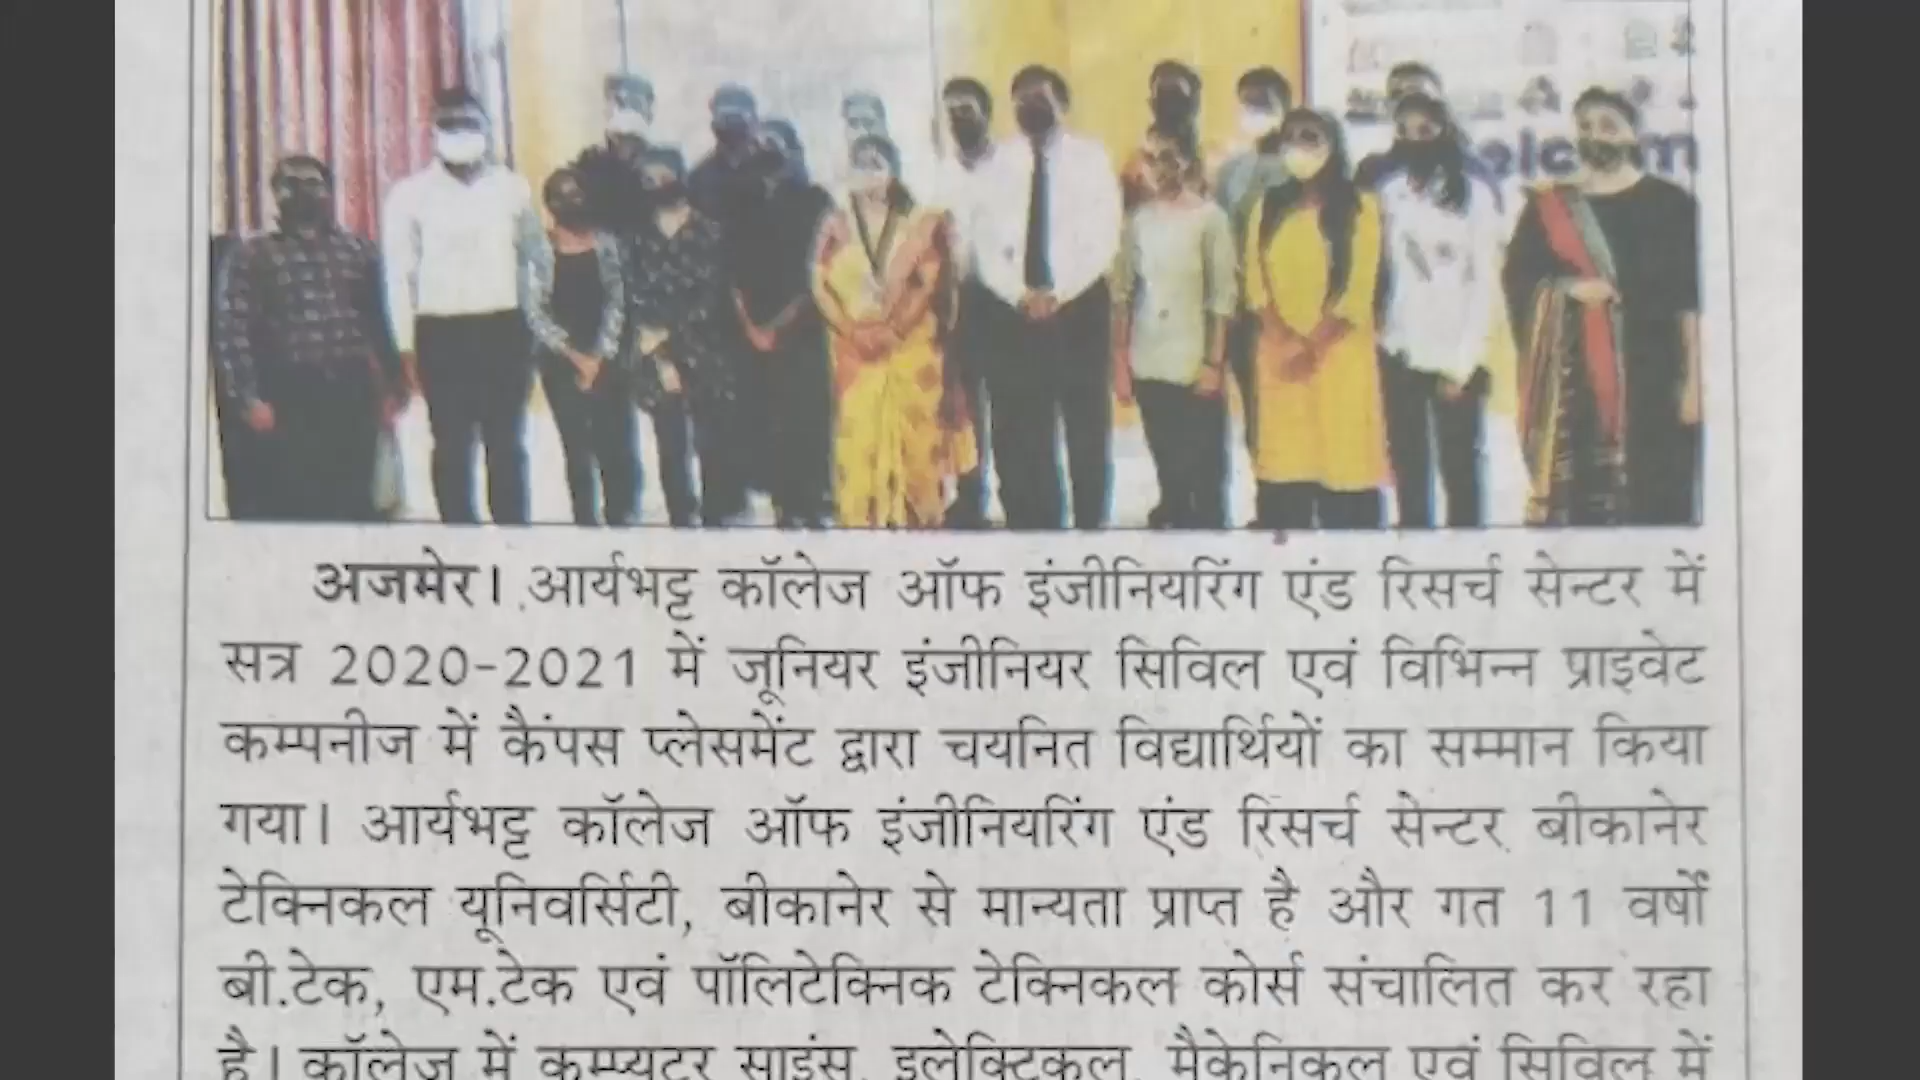 elcom
अजमेर। आर्यभट्ट कॉलेज ऑफ इंजीनियरिंग एंड रिसर्च सेन्टर में
सत्र 2020-2021 में जूनियर इंजीनियर सिविल एवं विभिन्न प्राइवेट
कम्पनीज में कैंपस प्लेसमेंट द्वारा चयनित विद्यार्थियों का सम्मान किया
गया। आर्यभट्ट कॉलेज ऑफ इंजीनियरिंग एंड रिसर्च सेन्टर बीकानेर
टेक्निकल यूनिवर्सिटी, बीकानेर से मान्यता प्राप्त है और गत 11 वर्षों
बी.टेक, एम.टेक एवं पॉलिटेक्निक टेक्निकल कोर्स संचालित कर रहा
है। कॉलेज में कम्प्यूटर साइंस, इलेक्ट्रिकल, मैकेनिकल एवं सिविल में